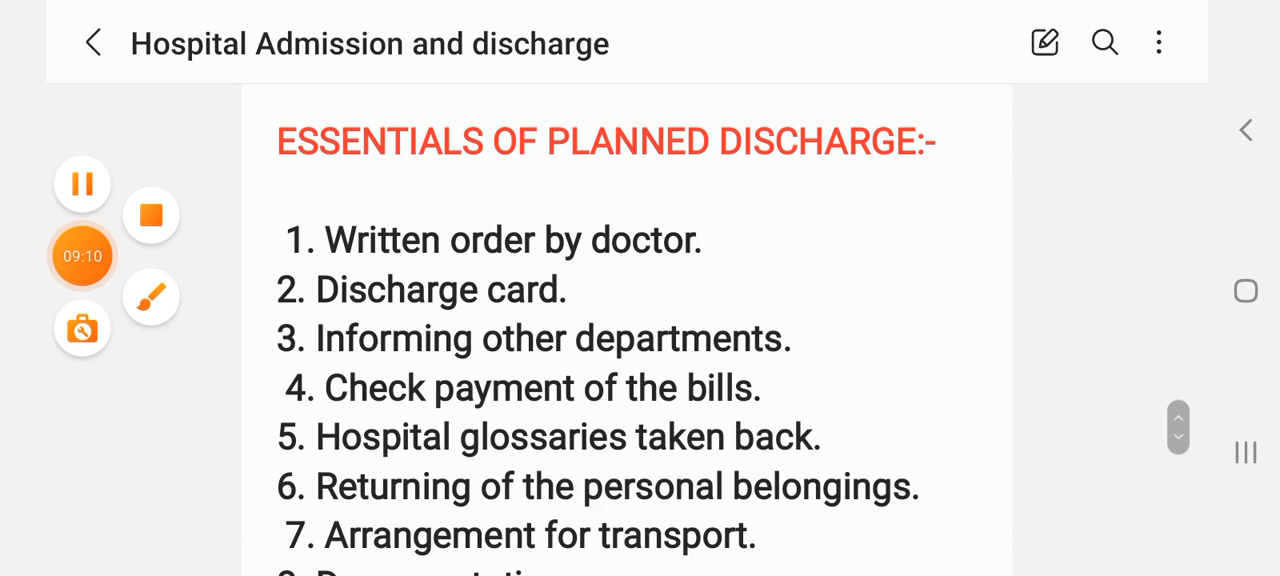 Hospital Admission and discharge
ESSENTIALS OF PLANNED DISCHARGE:-
1. Written order by doctor.
2. Discharge card.
09:10
3. Informing other departments.
4. Check payment of the bills.
5. Hospital glossaries taken back.
6. Returning of the personal belongings.
7. Arrangement for transport.